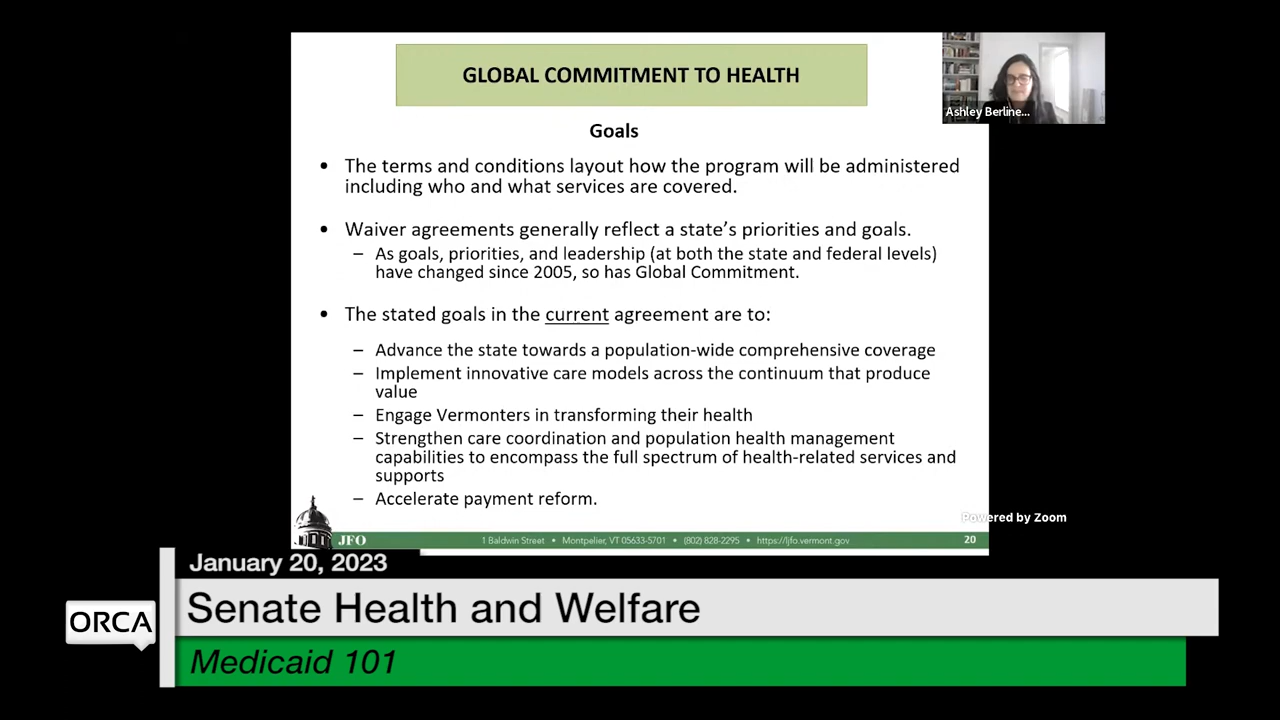 GLOBAL COMMITMENT TO HEALTH
Ashley Berline...
Goals
• The terms and conditions layout how the program will be administered
including who and what services are covered.
• Waiver agreements generally reflect a state's priorities and goals.
– As goals, priorities, and leadership (at both the state and federal levels)
have changed since 2005, so has Global Commitment.
• The stated goals in the current agreement are to:
– Advance the state towards a population-wide comprehensive coverage
– Implement innovative care models across the continuum that produce
value
– Engage Vermonters in transforming their health
– Strengthen care coordination and population health management
capabilities to encompass the full spectrum of health-related services and
supports
– Accelerate payment reform.
Powered by Zoom
JFO 1 Baldwin Street • Montpelier, VT 05633-5701 • (802) 828-2295 • https://ljfo.vermont.gov 20
January 20, 2023
ORCA
Senate Health and Welfare
Medicaid 101